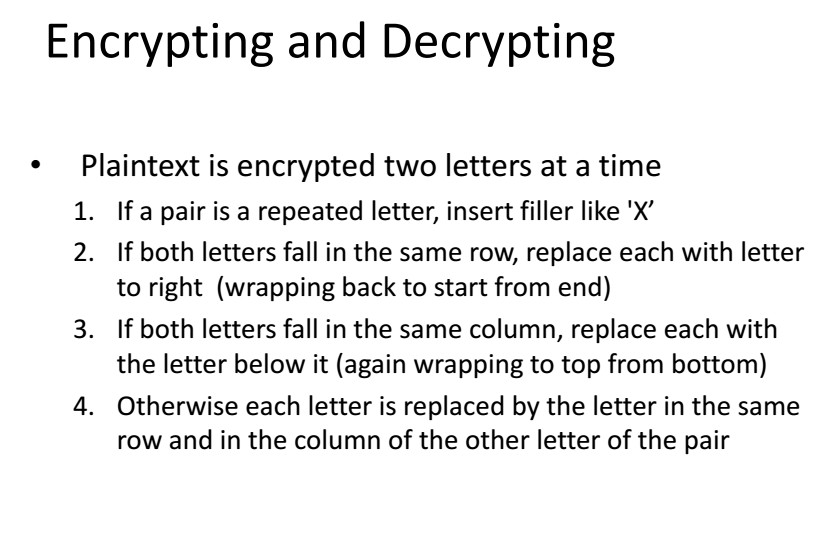 Encrypting and Decrypting
• Plaintext is encrypted two letters at a time
1. If a pair is a repeated letter, insert filler like 'X’
2. If both letters fall in the same row, replace each with letter
to right (wrapping back to start from end)
3. If both letters fall in the same column, replace each with
the letter below it (again wrapping to top from bottom)
4. Otherwise each letter is replaced by the letter in the same
row and in the column of the other letter of the pair